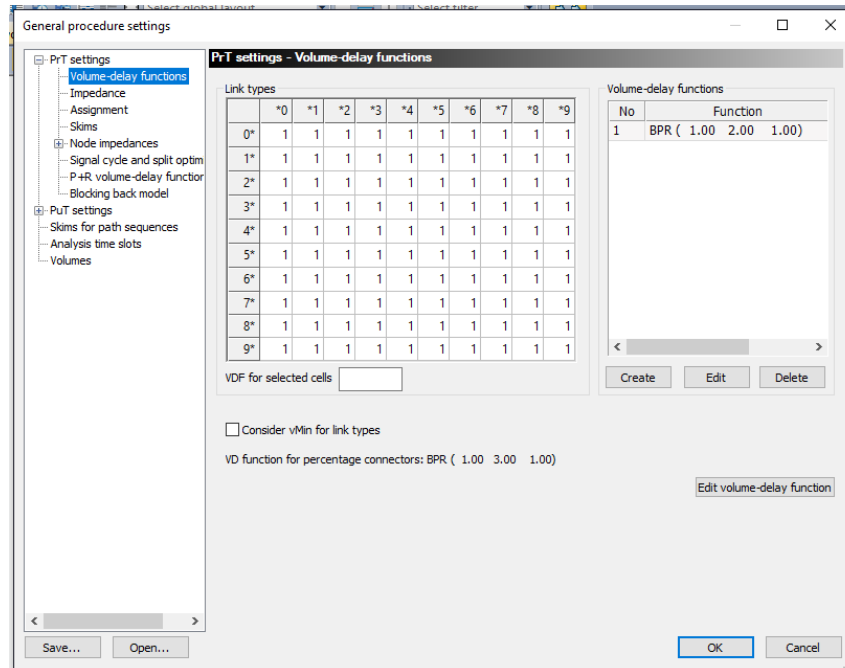 Select global layout
Select filter
General procedure settings
PrT settings
Volume-delay functions
Impedance
Assignment
Skims
Node impedances
Signal cycle and split optim
P+R volume-delay function
Blocking back model
PuT settings
Skims for path sequences
Analysis time slots
Volumes
PrT settings - Volume-delay functions
Link types
*0 *1 *2 *3 *4 *5 *6 *7 *8 *9
0* 1 1 1 1 1 1 1 1 1 1
1* 1 1 1 1 1 1 1 1 1 1
2* 1 1 1 1 1 1 1 1 1 1
3* 1 1 1 1 1 1 1 1 1 1
4* 1 1 1 1 1 1 1 1 1 1
5* 1 1 1 1 1 1 1 1 1 1
6* 1 1 1 1 1 1 1 1 1 1
7* 1 1 1 1 1 1 1 1 1 1
8* 1 1 1 1 1 1 1 1 1 1
9* 1 1 1 1 1 1 1 1 1 1
VDF for selected cells
Volume-delay functions
No Function
1 BPR ( 1.00 2.00 1.00)
Create Edit Delete
Consider vMin for link types
VD function for percentage connectors: BPR ( 1.00 3.00 1.00)
Edit volume-delay function
Save... Open... OK Cancel